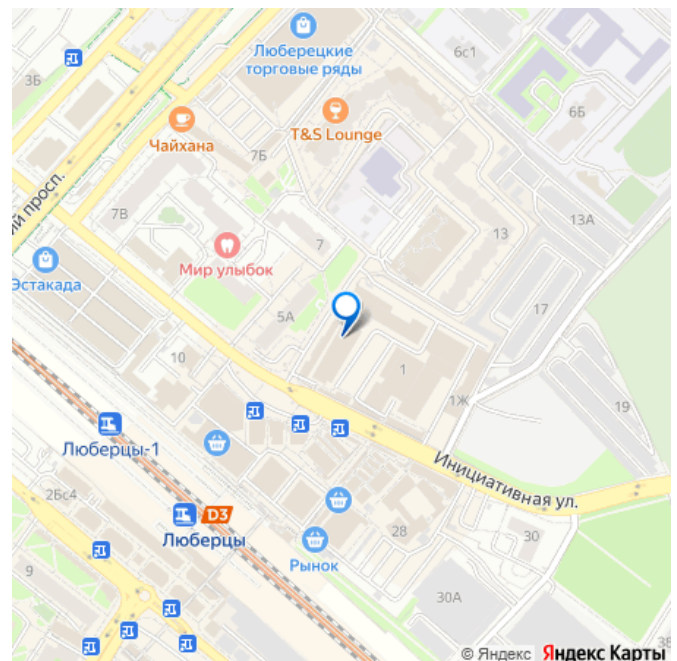 Люберецкие
торговые ряды
6с1
3Б
6Б
T&S Lounge
Чайхана
7Б
ий просп.
7В
7
13
13А
Мир улыбок
Эстакада
5А
17
10
1
1Ж
19
Люберцы-1
Инициативная ул.
2Бс4
D3
Люберцы
28
30
Рынок
9
30А
© Яндекс Яндекс Карты